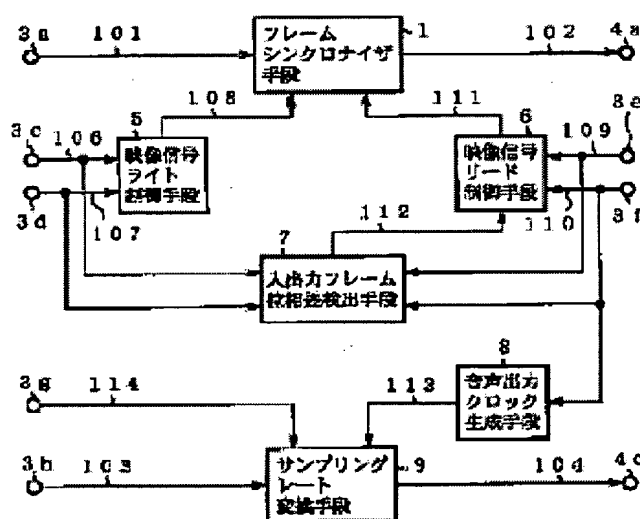 3a 101 フレーム 1 102 4a
シンクロナイザ
手段
108 111
3c 106 5 映像信号 6 映像信号 109 3e
ライト リード
3d 107 制御手段 制御手段 110 3f
112
7 入出力フレーム
位相差検出手段
8
音声出力
3g 114 113 クロック
生成手段
3b 103 サンプリング 9 104 4c
レート
変換手段